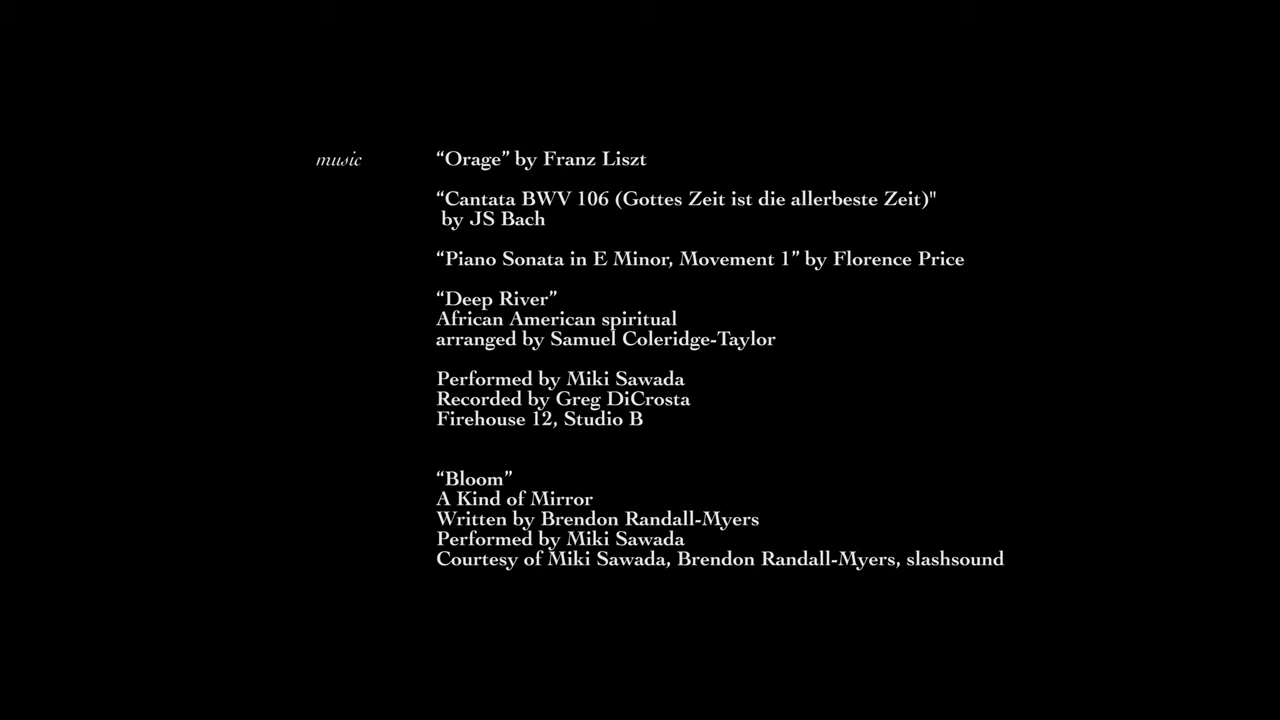 music
“Orage” by Franz Liszt
“Cantata BWV 106 (Gottes Zeit ist die allerbeste Zeit)"
by JS Bach
“Piano Sonata in E Minor, Movement 1” by Florence Price
“Deep River”
African American spiritual
arranged by Samuel Coleridge-Taylor
Performed by Miki Sawada
Recorded by Greg DiCrosta
Firehouse 12, Studio B
“Bloom”
A Kind of Mirror
Written by Brendon Randall-Myers
Performed by Miki Sawada
Courtesy of Miki Sawada, Brendon Randall-Myers, slashsound